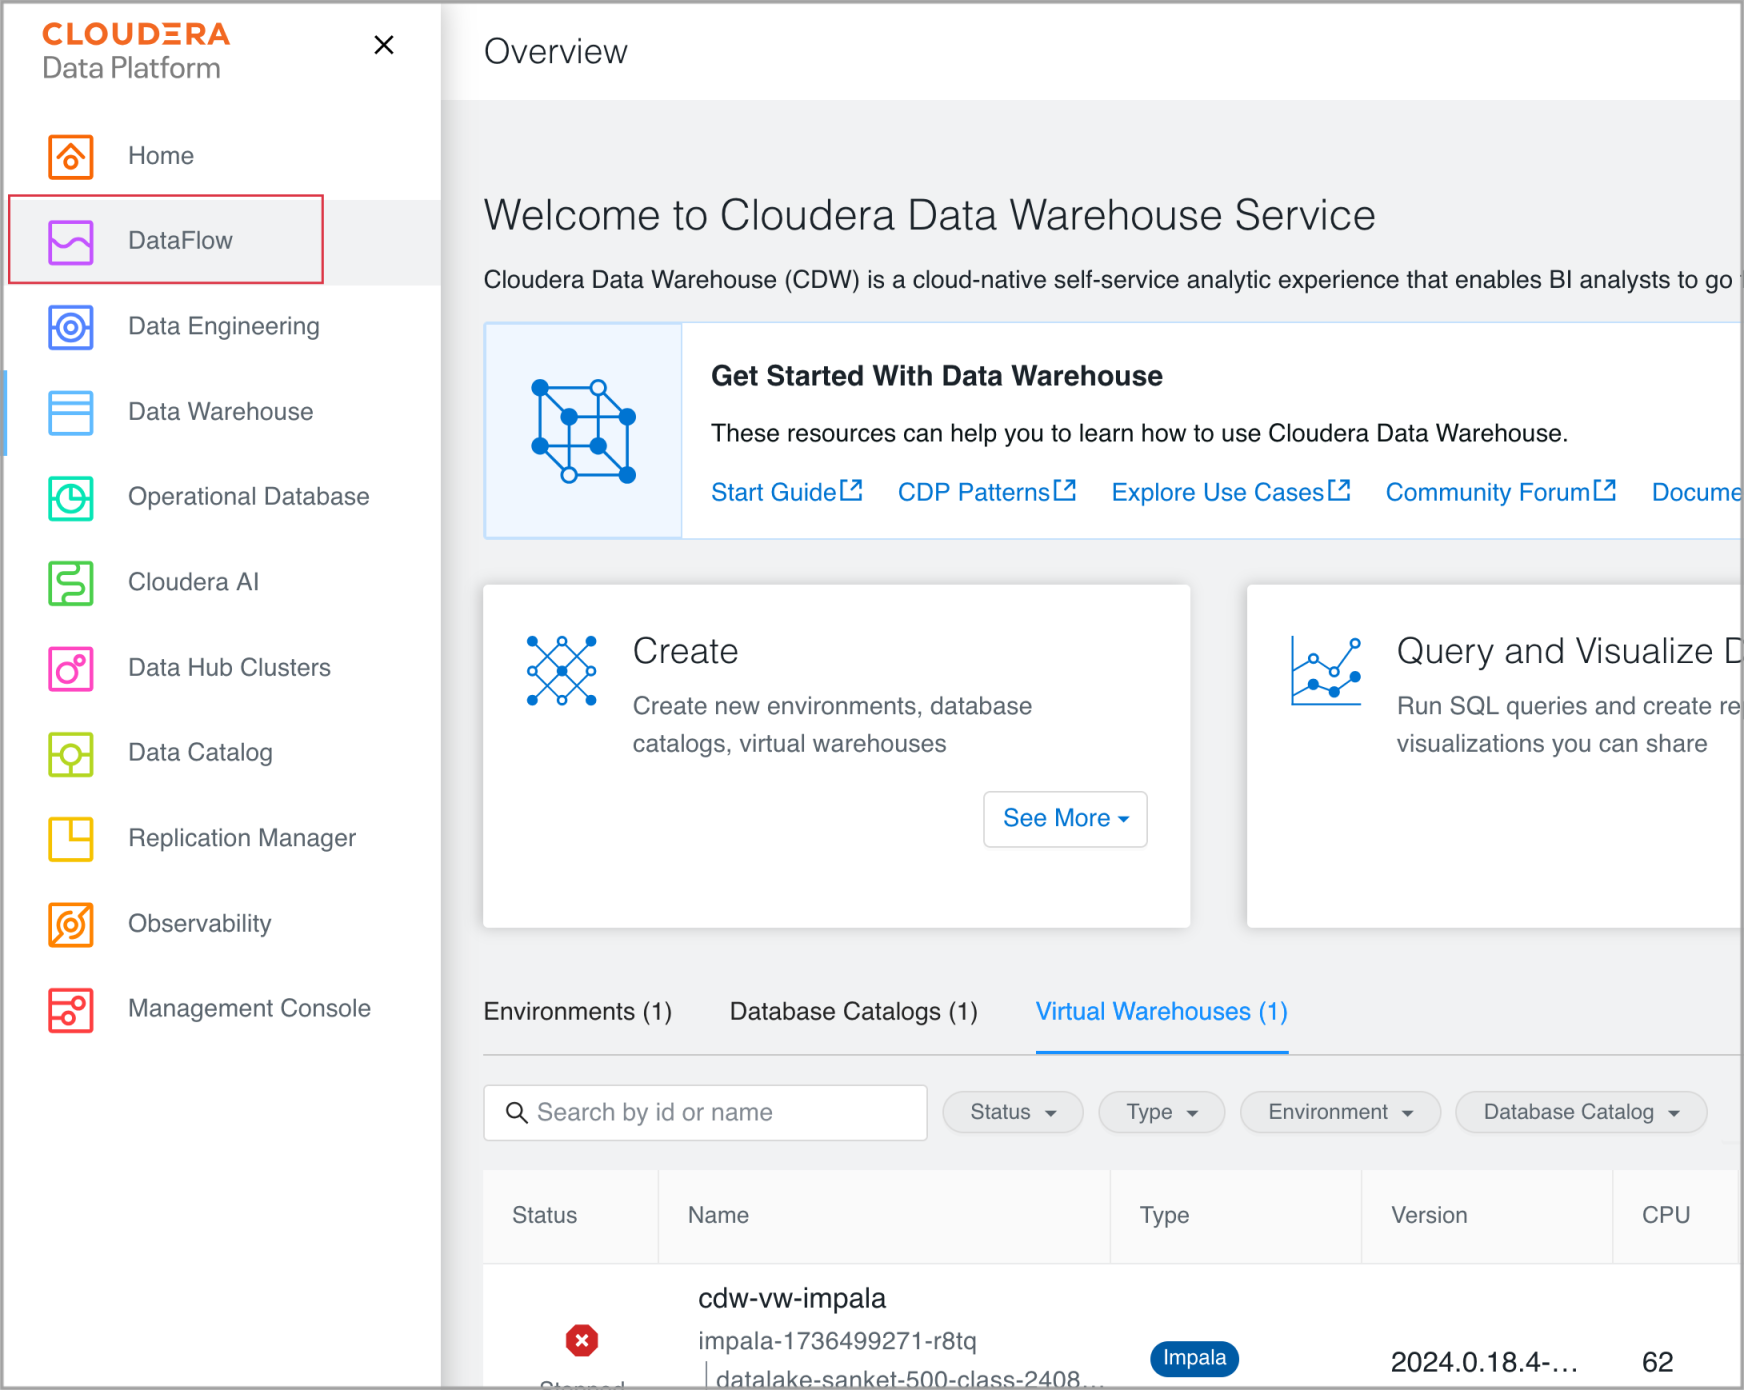 CLOUDERA
Data Platform
Home
DataFlow
Data Engineering
Data Warehouse
Operational Database
Cloudera AI
Data Hub Clusters
Data Catalog
Replication Manager
Observability
Management Console
Overview
Welcome to Cloudera Data Warehouse Service
Cloudera Data Warehouse (CDW) is a cloud-native self-service analytic experience that enables BI analysts to go
Get Started With Data Warehouse
These resources can help you to learn how to use Cloudera Data Warehouse.
Start Guide CDP Patterns Explore Use Cases Community Forum Docume
Create
Create new environments, database
catalogs, virtual warehouses
See More
Query and Visualize D
Run SQL queries and create re
visualizations you can share
Environments (1) Database Catalogs (1) Virtual Warehouses (1)
Search by id or name Status Type Environment Database Catalog
Status Name Type Version CPU
cdw-vw-impala
impala-1736499271-r8tq
datalake-sanket-500-class-2408...
Stopped
Impala
2024.0.18.4-...
62